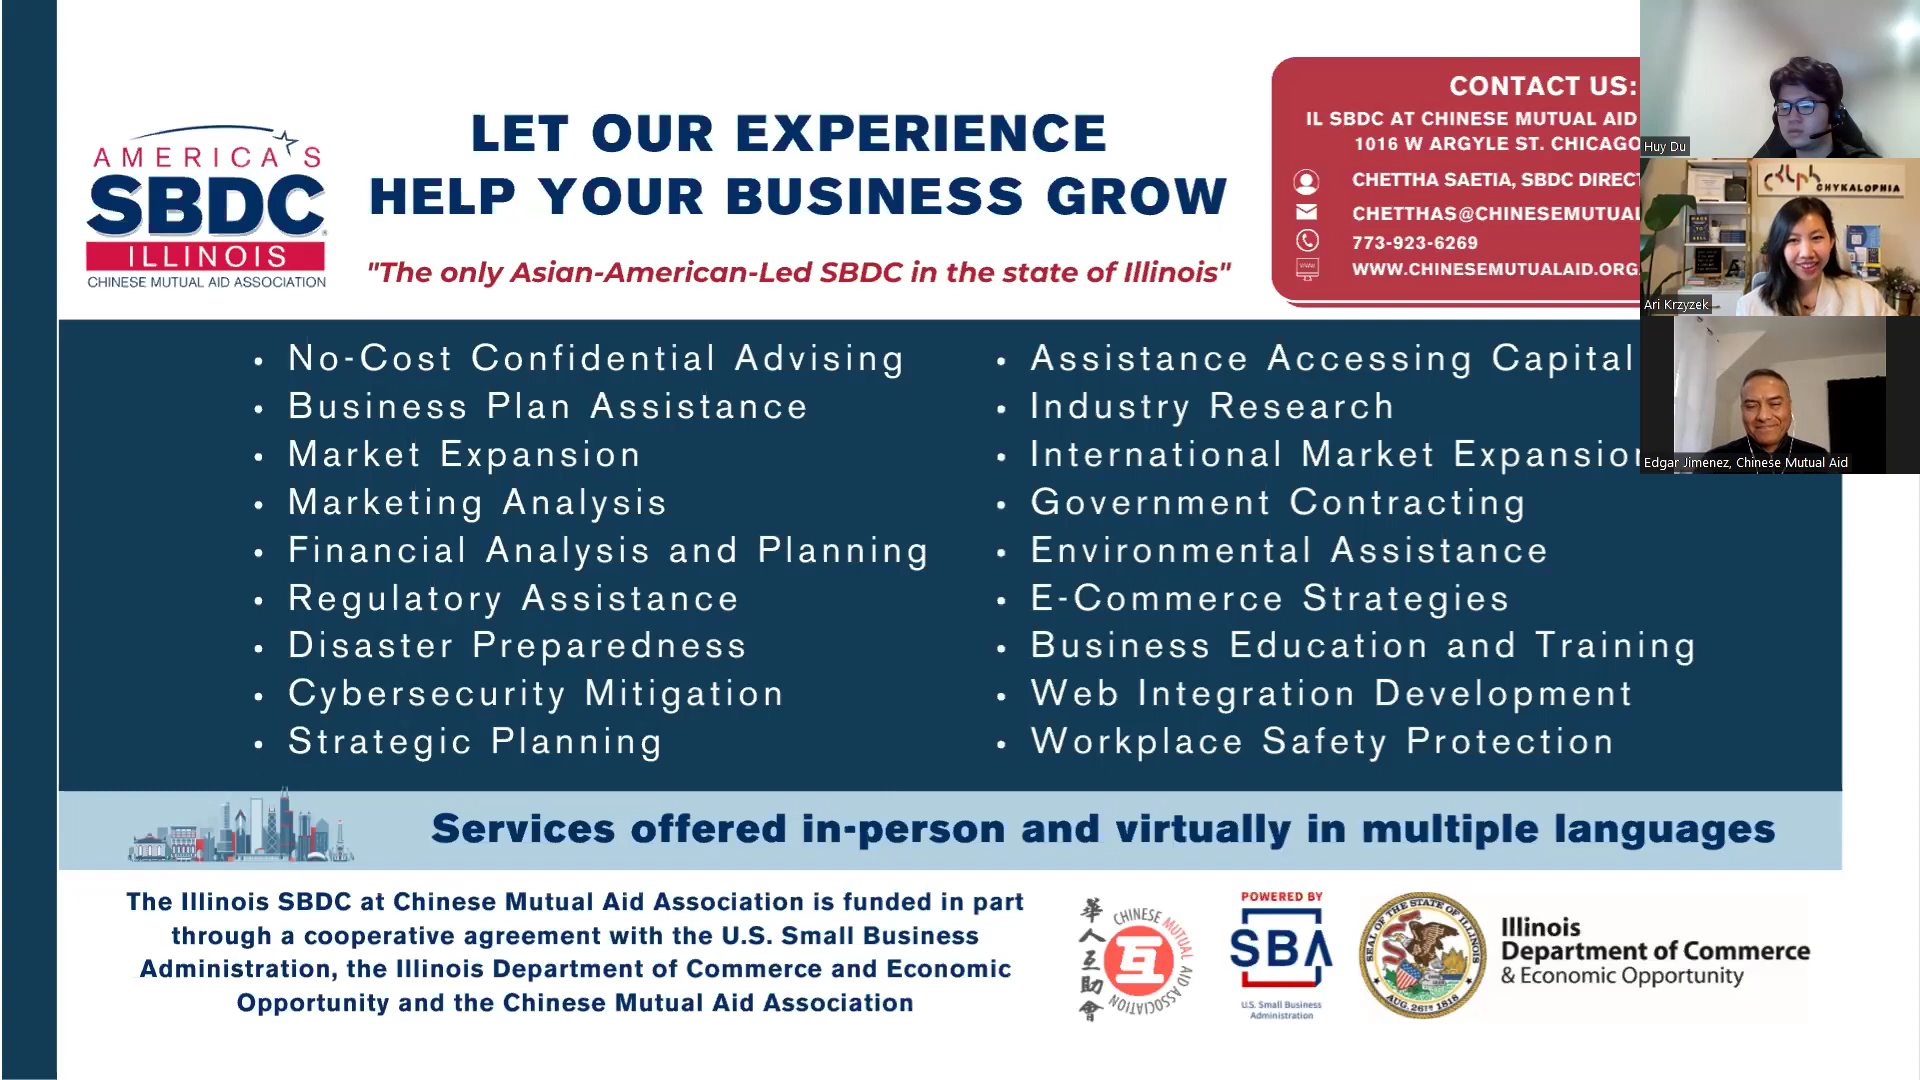 AMERICA'S
SBDC
ILLINOIS
CHINESE MUTUAL AID ASSOCIATION
LET OUR EXPERIENCE
HELP YOUR BUSINESS GROW
"The only Asian-American-Led SBDC in the state of Illinois"
CONTACT US:
IL SBDC AT CHINESE MUTUAL AID
1016 W ARGYLE ST. CHICAGO
CHETTHA SAETIA, SBDC DIRECT
CHETTHAS@CHINESEMUTUAL
773-923-6269
WWW.CHINESEMUTUALAID.ORG
Huy Du
CHYKALOPHIA
Ari Krzyzek
Edgar Jimenez, Chinese Mutual Aid
• No-Cost Confidential Advising
• Business Plan Assistance
• Market Expansion
• Marketing Analysis
• Financial Analysis and Planning
• Regulatory Assistance
• Disaster Preparedness
• Cybersecurity Mitigation
• Strategic Planning
• Assistance Accessing Capital
• Industry Research
• International Market Expansion
• Government Contracting
• Environmental Assistance
• E-Commerce Strategies
• Business Education and Training
• Web Integration Development
• Workplace Safety Protection
Services offered in-person and virtually in multiple languages
The Illinois SBDC at Chinese Mutual Aid Association is funded in part
through a cooperative agreement with the U.S. Small Business
Administration, the Illinois Department of Commerce and Economic
Opportunity and the Chinese Mutual Aid Association
華人互助會
CHINESE MUTUAL AID ASSOCIATION
POWERED BY
SBA
U.S. Small Business
Administration
SEAL OF THE STATE OF ILLINOIS
AUG. 26TH 1818
Illinois
Department of Commerce
& Economic Opportunity